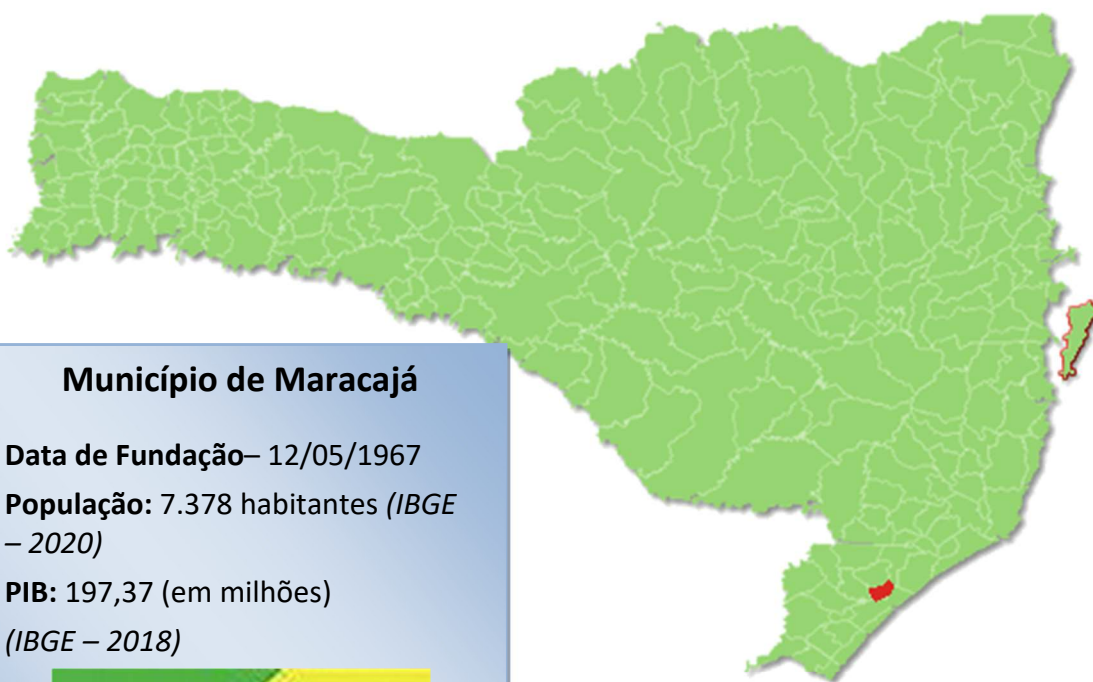 Município de Maracajá
Data de Fundação– 12/05/1967
População: 7.378 habitantes (IBGE
– 2020)
PIB: 197,37 (em milhões)
(IBGE – 2018)